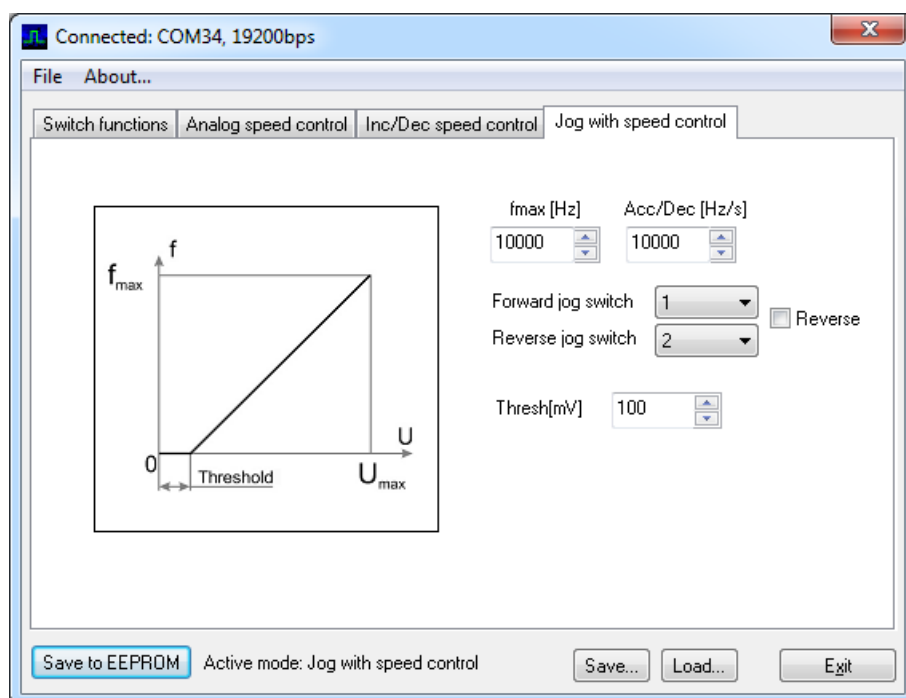 Connected: COM34, 19200bps
X
File About...
Switch functions Analog speed control Inc/Dec speed control Jog with speed control
fmax [Hz] Acc/Dec [Hz/s]
10000 10000
f
fmax
Forward jog switch 1
Reverse
Reverse jog switch 2
Thresh[mV] 100
U
0
Threshold
Umax
Save to EEPROM Active mode: Jog with speed control Save... Load... Exit